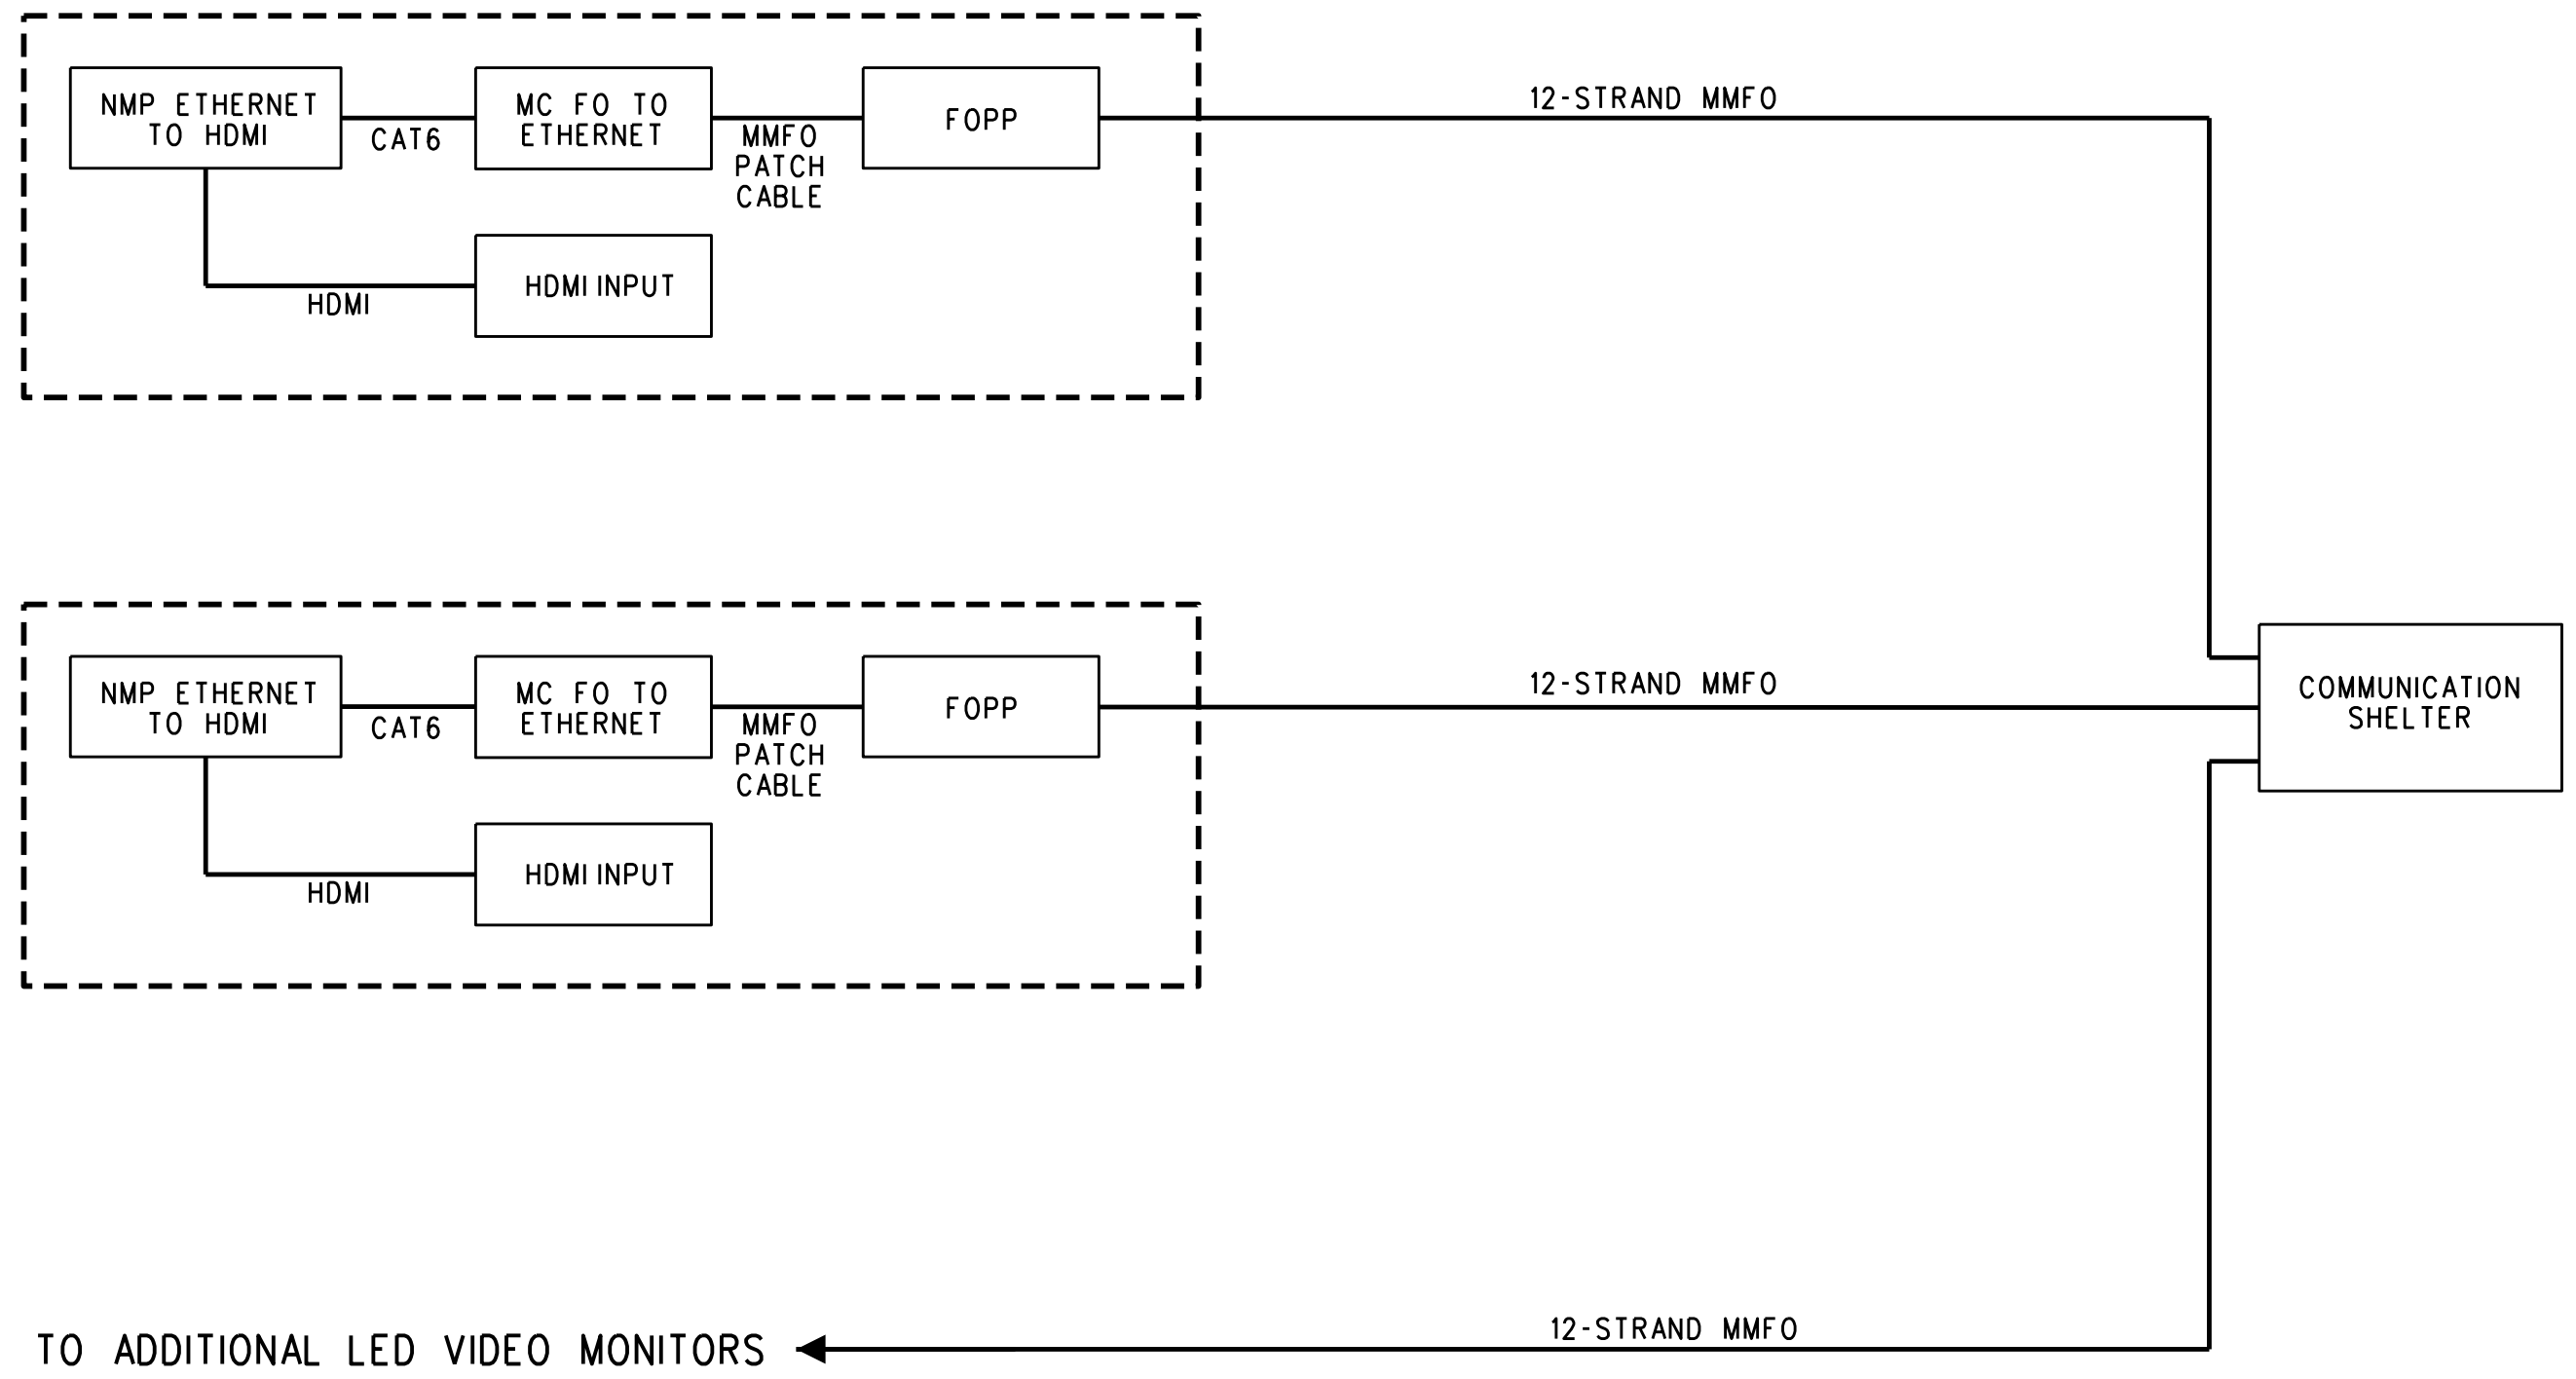 NMP ETHERNET
TO HDMI
CAT6
MC FO TO
ETHERNET
MMFO
PATCH
CABLE
FOPP
12-STRAND MMFO
HDMI
HDMI INPUT
NMP ETHERNET
TO HDMI
CAT6
MC FO TO
ETHERNET
MMFO
PATCH
CABLE
FOPP
12-STRAND MMFO
COMMUNICATION
SHELTER
HDMI
HDMI INPUT
12-STRAND MMFO
TO ADDITIONAL LED VIDEO MONITORS